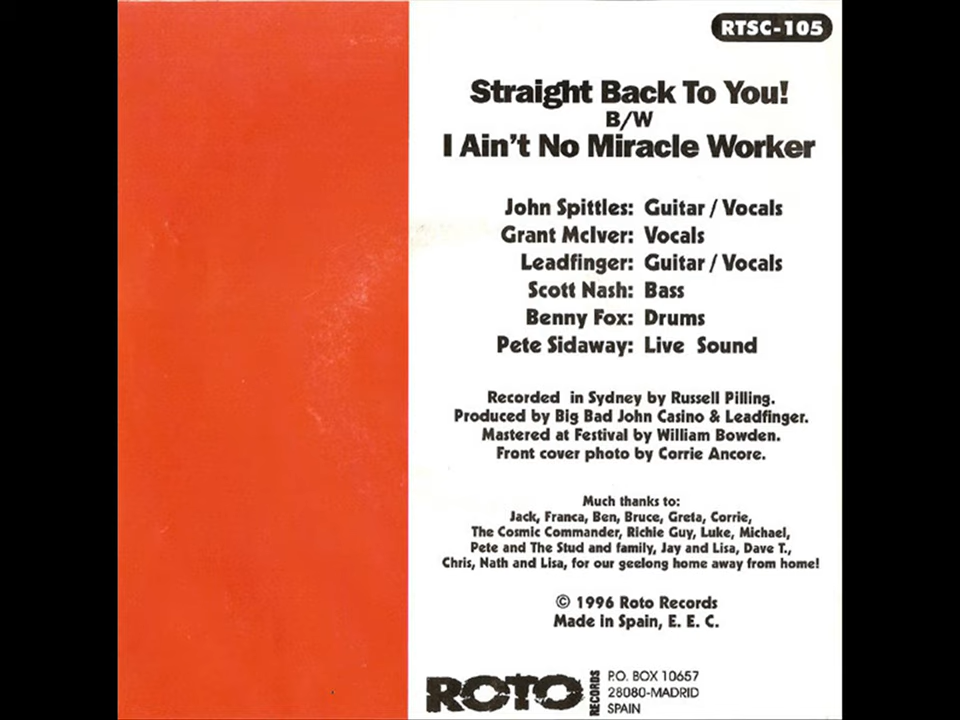 RTSC-105
Straight Back To You!
B/W
I Ain't No Miracle Worker
John Spittles: Guitar / Vocals
Grant McIver: Vocals
Leadfinger: Guitar / Vocals
Scott Nash: Bass
Benny Fox: Drums
Pete Sidaway: Live Sound
Recorded in Sydney by Russell Pilling.
Produced by Big Bad John Casino & Leadfinger.
Mastered at Festival by William Bowden.
Front cover photo by Corrie Ancore.
Much thanks to:
Jack, Franca, Ben, Bruce, Greta, Corrie,
The Cosmic Commander, Richie Guy, Luke, Michael,
Pete and The Stud and family, Jay and Lisa, Dave T.,
Chris, Nath and Lisa, for our geelong home away from home!
© 1996 Roto Records
Made in Spain, E. E. C.
ROTO RECORDS
P.O. BOX 10657
28080-MADRID
SPAIN